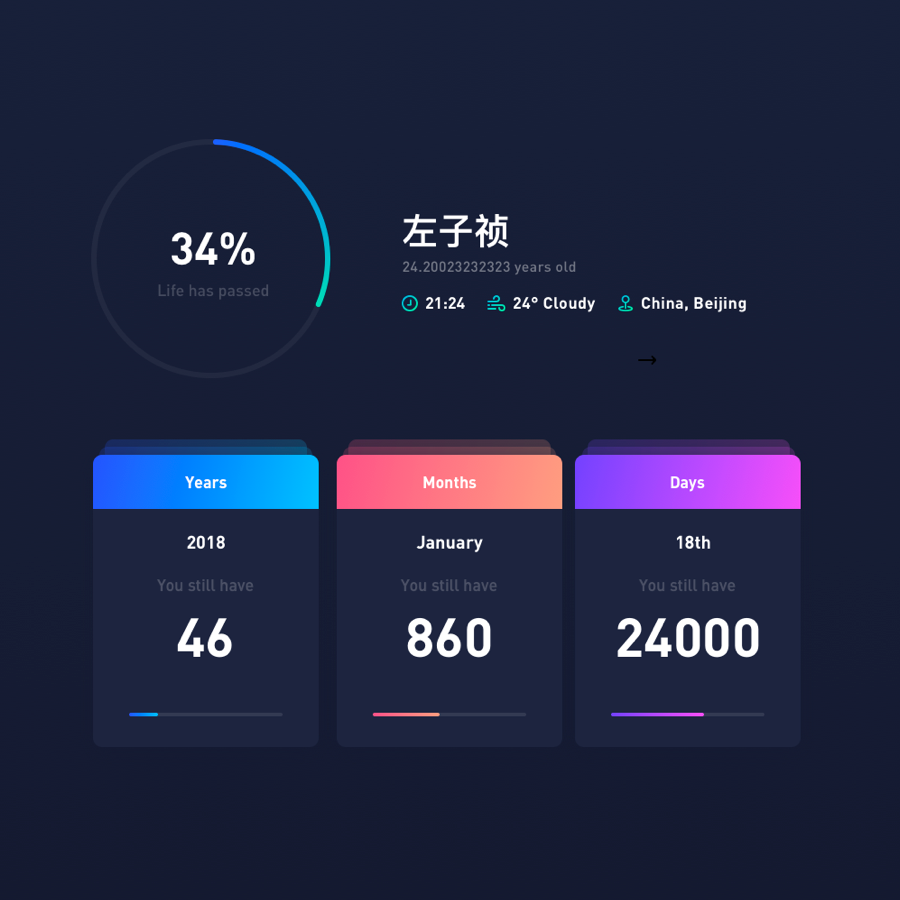 34%
Life has passed
左子祯
24.20023232323 years old
21:24 24° Cloudy China, Beijing
→
Years Months Days
2018 January 18th
You still have You still have You still have
46 860 24000